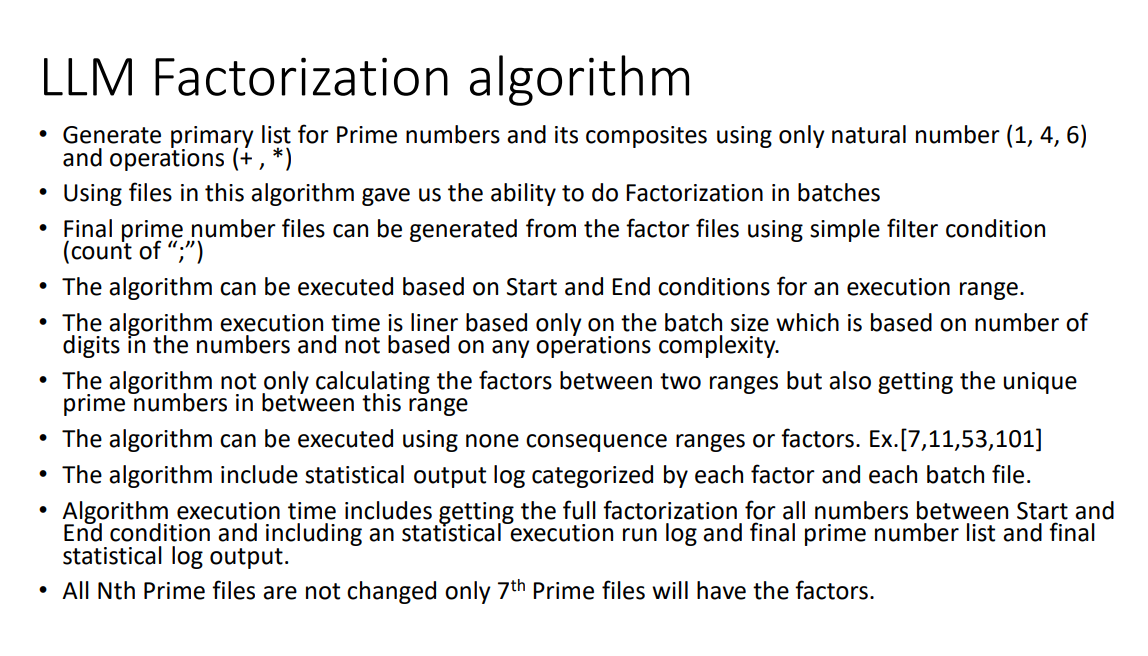 LLM Factorization algorithm
• Generate primary list for Prime numbers and its composites using only natural number (1, 4, 6)
and operations (+ , *)
• Using files in this algorithm gave us the ability to do Factorization in batches
• Final prime number files can be generated from the factor files using simple filter condition
(count of “;”)
• The algorithm can be executed based on Start and End conditions for an execution range.
• The algorithm execution time is liner based only on the batch size which is based on number of
digits in the numbers and not based on any operations complexity.
• The algorithm not only calculating the factors between two ranges but also getting the unique
prime numbers in between this range
• The algorithm can be executed using none consequence ranges or factors. Ex.[7,11,53,101]
• The algorithm include statistical output log categorized by each factor and each batch file.
• Algorithm execution time includes getting the full factorization for all numbers between Start and
End condition and including an statistical execution run log and final prime number list and final
statistical log output.
• All Nth Prime files are not changed only 7th Prime files will have the factors.